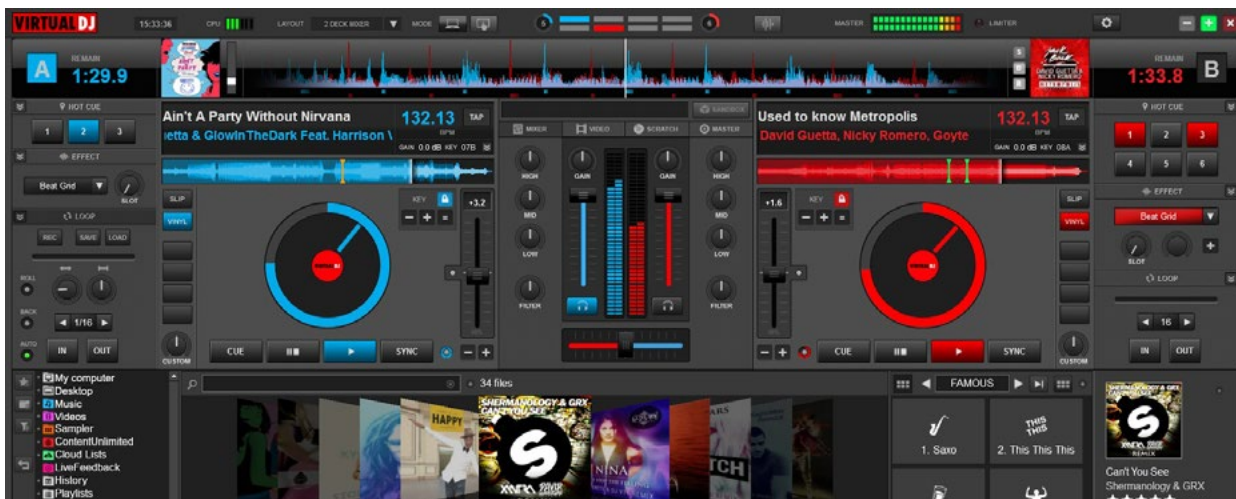 VIRTUAL DJ
15:33:36
CPU
LAYOUT
2 DECK MIXER
MODE
MASTER
LIMITER
A
REMAIN
1:29.9
REMAIN
1:33.8
B
HOT CUE
1 2 3
EFFECT
Beat Grid
SLOT
LOOP
REC SAVE LOAD
ROLL
BACK
1/16
AUTO
IN OUT
Ain't A Party Without Nirvana
132.13
TAP
BPM
etta & GlowInTheDark Feat. Harrison
GAIN 0.0 dB KEY 07B
SLIP
VINYL
KEY
+3.2
CUSTOM
CUE
SYNC
SANDBOX
MIXER VIDEO SCRATCH MASTER
HIGH GAIN GAIN HIGH
MID MID
LOW LOW
FILTER FILTER
Used to know Metropolis
132.13
TAP
BPM
David Guetta, Nicky Romero, Goyte
GAIN 0.0 dB KEY 08A
+1.6
KEY
SLIP
VINYL
CUE
SYNC
CUSTOM
HOT CUE
1 2 3
4 5 6
EFFECT
Beat Grid
SLOT
LOOP
16
IN OUT
My computer
Desktop
Music
Videos
Sampler
ContentUnlimited
Cloud Lists
LiveFeedback
History
Playlists
34 files
HAPPY
SHERMANOLOGY & GRX
CAN'T YOU SEE
NINA
FAMOUS
1. Saxo
2. This This This
THIS
THIS
SHERMANOLOGY & GRX
CAN'T YOU SEE
REMIX
Can't You See
Shermanology & GRX